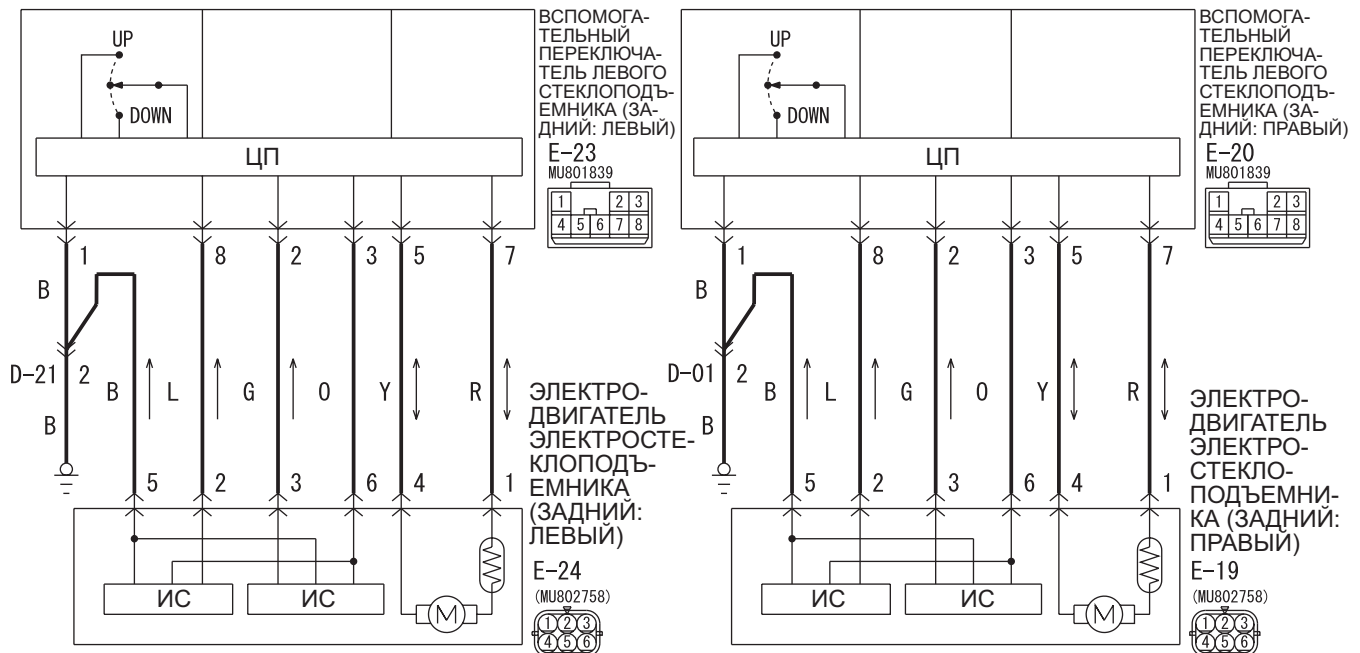 UP
DOWN
ЦП
ВСПОМОГА-
ТЕЛЬНЫЙ
ПЕРЕКЛЮЧА-
ТЕЛЬ ЛЕВОГО
СТЕКЛОПОДЪ-
ЕМНИКА (ЗА-
ДНИЙ: ЛЕВЫЙ)
E-23
MU801839
1 2 3
4 5 6 7 8
1 8 2 3 5 7
B
D-21 2
B L G O Y R
B
5 2 3 6 4 1
ЭЛЕКТРО-
ДВИГАТЕЛЬ
ЭЛЕКТРОСТЕ-
КЛОПОДЪ-
ЕМНИКА
(ЗАДНИЙ:
ЛЕВЫЙ)
E-24
(MU802758)
1 2 3
4 5 6
ИС ИС M
UP
DOWN
ЦП
ВСПОМОГА-
ТЕЛЬНЫЙ
ПЕРЕКЛЮЧА-
ТЕЛЬ ЛЕВОГО
СТЕКЛОПОДЪ-
ЕМНИКА (ЗА-
ДНИЙ: ПРАВЫЙ)
E-20
MU801839
1 2 3
4 5 6 7 8
1 8 2 3 5 7
B
D-01 2
B L G O Y R
B
5 2 3 6 4 1
ЭЛЕКТРО-
ДВИГАТЕЛЬ
ЭЛЕКТРО-
СТЕКЛО-
ПОДЪЕМНИ-
КА (ЗАДНИЙ:
ПРАВЫЙ)
E-19
(MU802758)
1 2 3
4 5 6
ИС ИС M